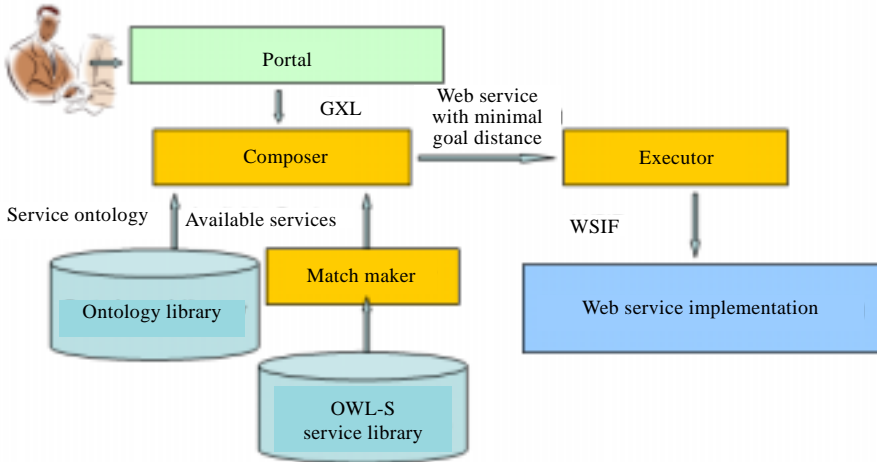 Portal
GXL
Web service
with minimal
goal distance
Composer
Executor
Service ontology
Available services
WSIF
Match maker
Ontology library
Web service implementation
OWL-S
service library